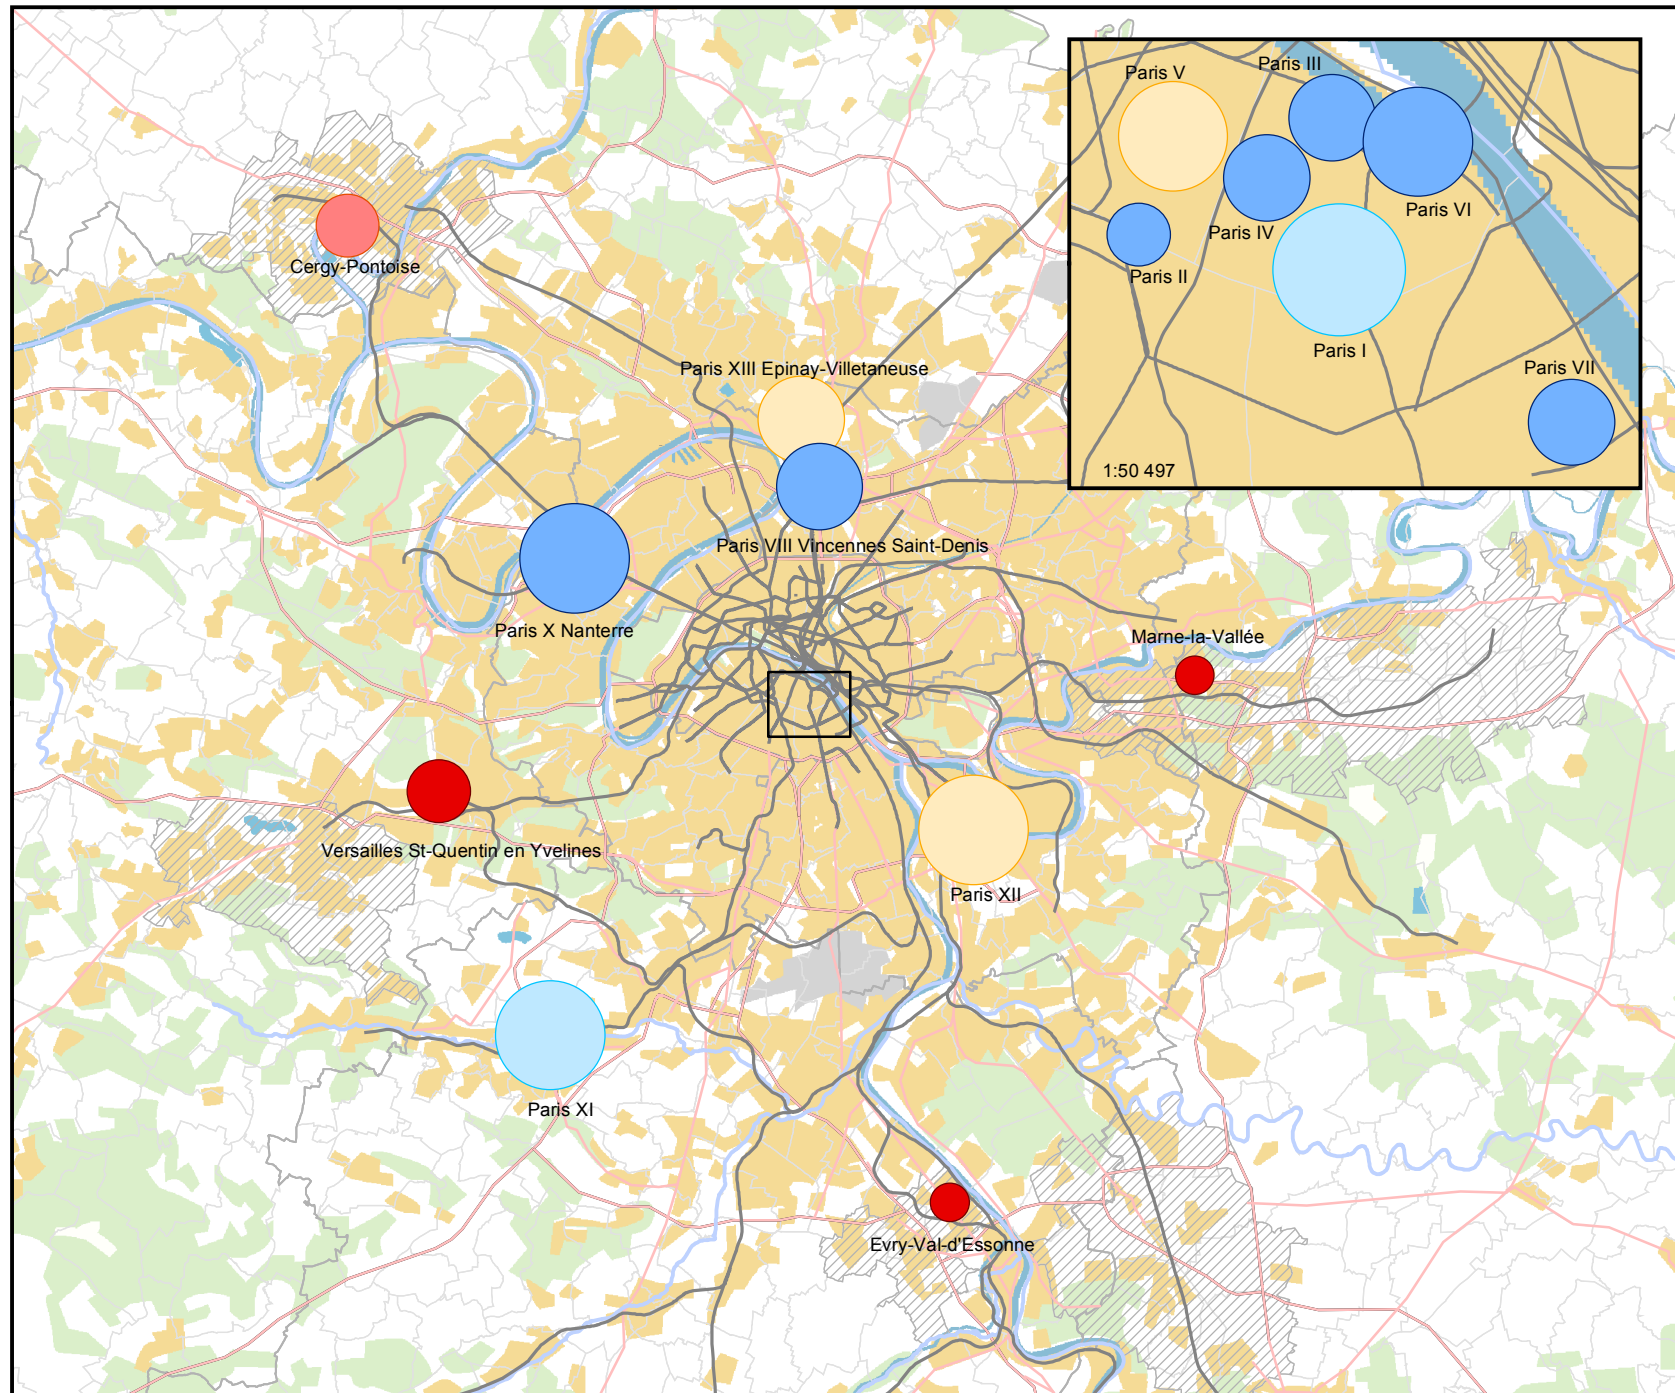 Paris III
Paris V
Paris VI
Paris IV
Paris II
Paris I
Paris VII
1:50 497
Cergy-Pontoise
Paris XIII Epinay-Villetaneuse
Paris VIII Vincennes Saint-Denis
Paris X Nanterre
Marne-la-Vallée
Versailles St-Quentin en Yvelines
Paris XII
Paris XI
Evry-Val-d'Essonne